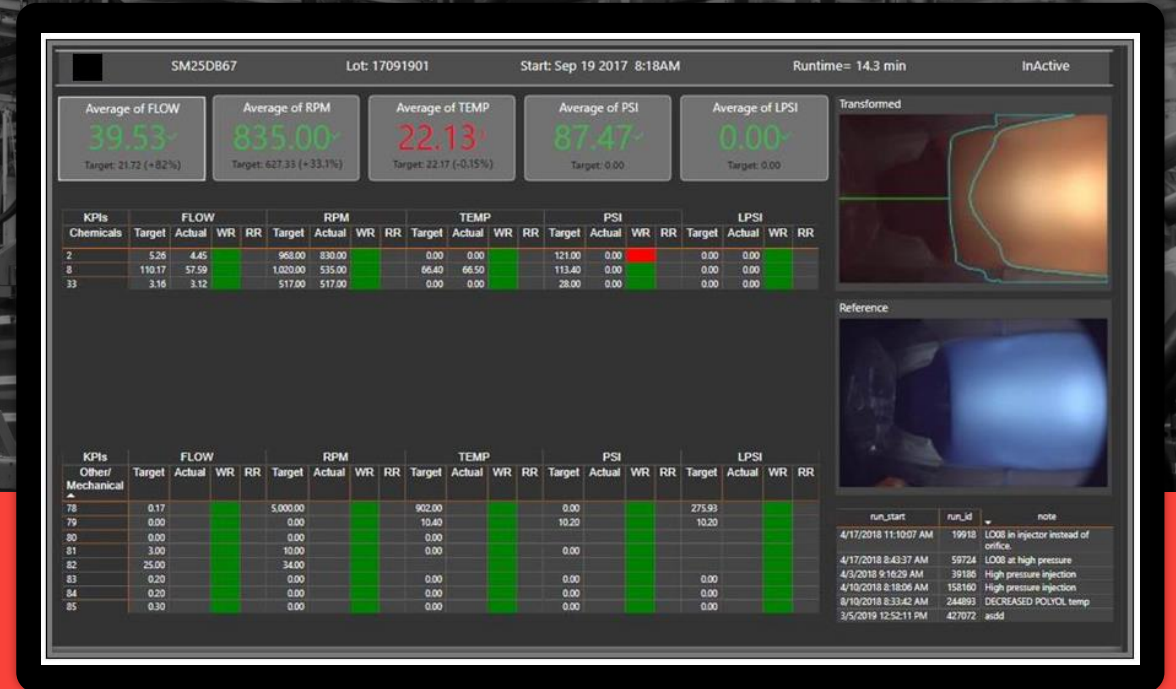 SM25DB67 Lot: 17091901 Start: Sep 19 2017 8:18AM Runtime= 14.3 min InActive
Average of FLOW Average of RPM Average of TEMP Average of PSI Average of LPSI
39.53 835.00 22.13 87.47 0.00
Target: 21.72 (+82%) Target: 627.33 (+33.1%) Target: 22.17 (-0.15%) Target: 0.00 Target: 0.00
Transformed
KPIs FLOW RPM TEMP PSI LPSI
Chemicals Target Actual WR RR Target Actual WR RR Target Actual WR RR Target Actual WR RR Target Actual WR RR
2 5.26 4.45 968.00 830.00 0.00 0.00 121.00 0.00 0.00 0.00
8 110.17 57.59 1,020.00 535.00 66.40 66.50 113.40 0.00 0.00 0.00
33 3.16 3.12 517.00 517.00 0.00 0.00 28.00 0.00 0.00 0.00
Reference
KPIs FLOW RPM TEMP PSI LPSI
Other/ Target Actual WR RR Target Actual WR RR Target Actual WR RR Target Actual WR RR Target Actual WR RR
Mechanical
78 0.17 5,000.00 902.00 0.00 275.93
79 0.00 0.00 10.40 10.20 10.20
80 0.00 0.00 0.00
81 3.00 10.00 0.00 0.00
82 25.00 34.00
83 0.20 0.00 0.00 0.00 0.00
84 0.20 0.00 0.00 0.00 0.00
85 0.30 0.00 0.00 0.00 0.00
run_start run_id note
4/17/2018 11:10:07 AM 19918 LO08 in injector instead of
orifice.
4/17/2018 8:43:37 AM 59724 LO08 at high pressure
4/3/2018 9:16:29 AM 39186 High pressure injection
4/10/2018 8:18:06 AM 158160 High pressure injection
8/10/2018 8:33:42 AM 244893 DECREASED POLYOL temp
3/5/2019 12:52:11 PM 427072 asdd